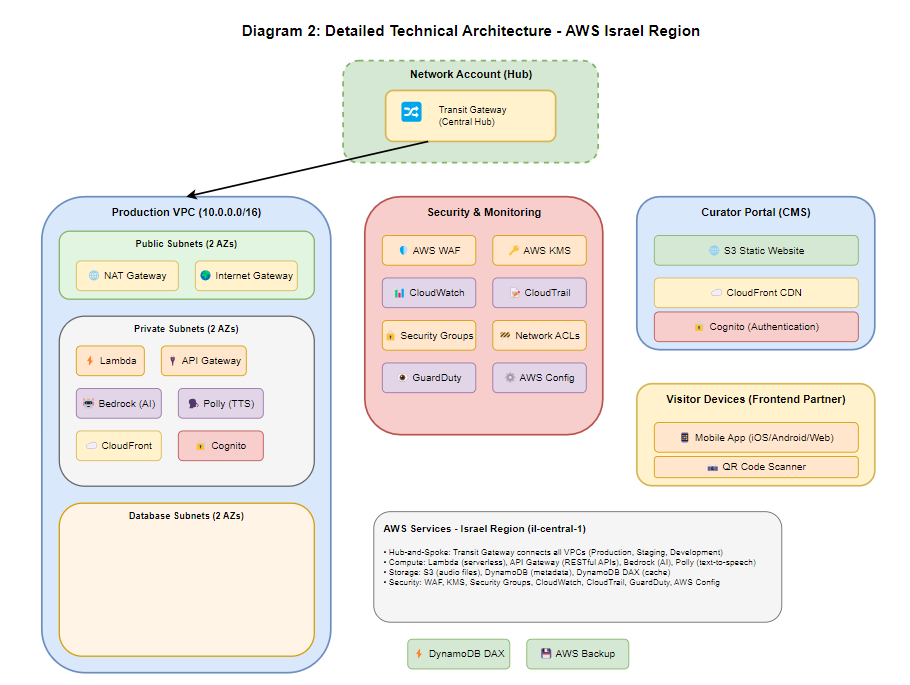 Diagram 2: Detailed Technical Architecture - AWS Israel Region
Network Account (Hub)
Transit Gateway
(Central Hub)
Production VPC (10.0.0.0/16)
Public Subnets (2 AZs)
NAT Gateway
Internet Gateway
Private Subnets (2 AZs)
Lambda
API Gateway
Bedrock (AI)
Polly (TTS)
CloudFront
Cognito
Database Subnets (2 AZs)
Security & Monitoring
AWS WAF
AWS KMS
CloudWatch
CloudTrail
Security Groups
Network ACLs
GuardDuty
AWS Config
Curator Portal (CMS)
S3 Static Website
CloudFront CDN
Cognito (Authentication)
Visitor Devices (Frontend Partner)
Mobile App (iOS/Android/Web)
QR Code Scanner
AWS Services - Israel Region (il-central-1)
• Hub-and-Spoke: Transit Gateway connects all VPCs (Production, Staging, Development)
• Compute: Lambda (serverless), API Gateway (RESTful APIs), Bedrock (AI), Polly (text-to-speech)
• Storage: S3 (audio files), DynamoDB (metadata), DynamoDB DAX (cache)
• Security: WAF, KMS, Security Groups, CloudWatch, CloudTrail, GuardDuty, AWS Config
DynamoDB DAX
AWS Backup